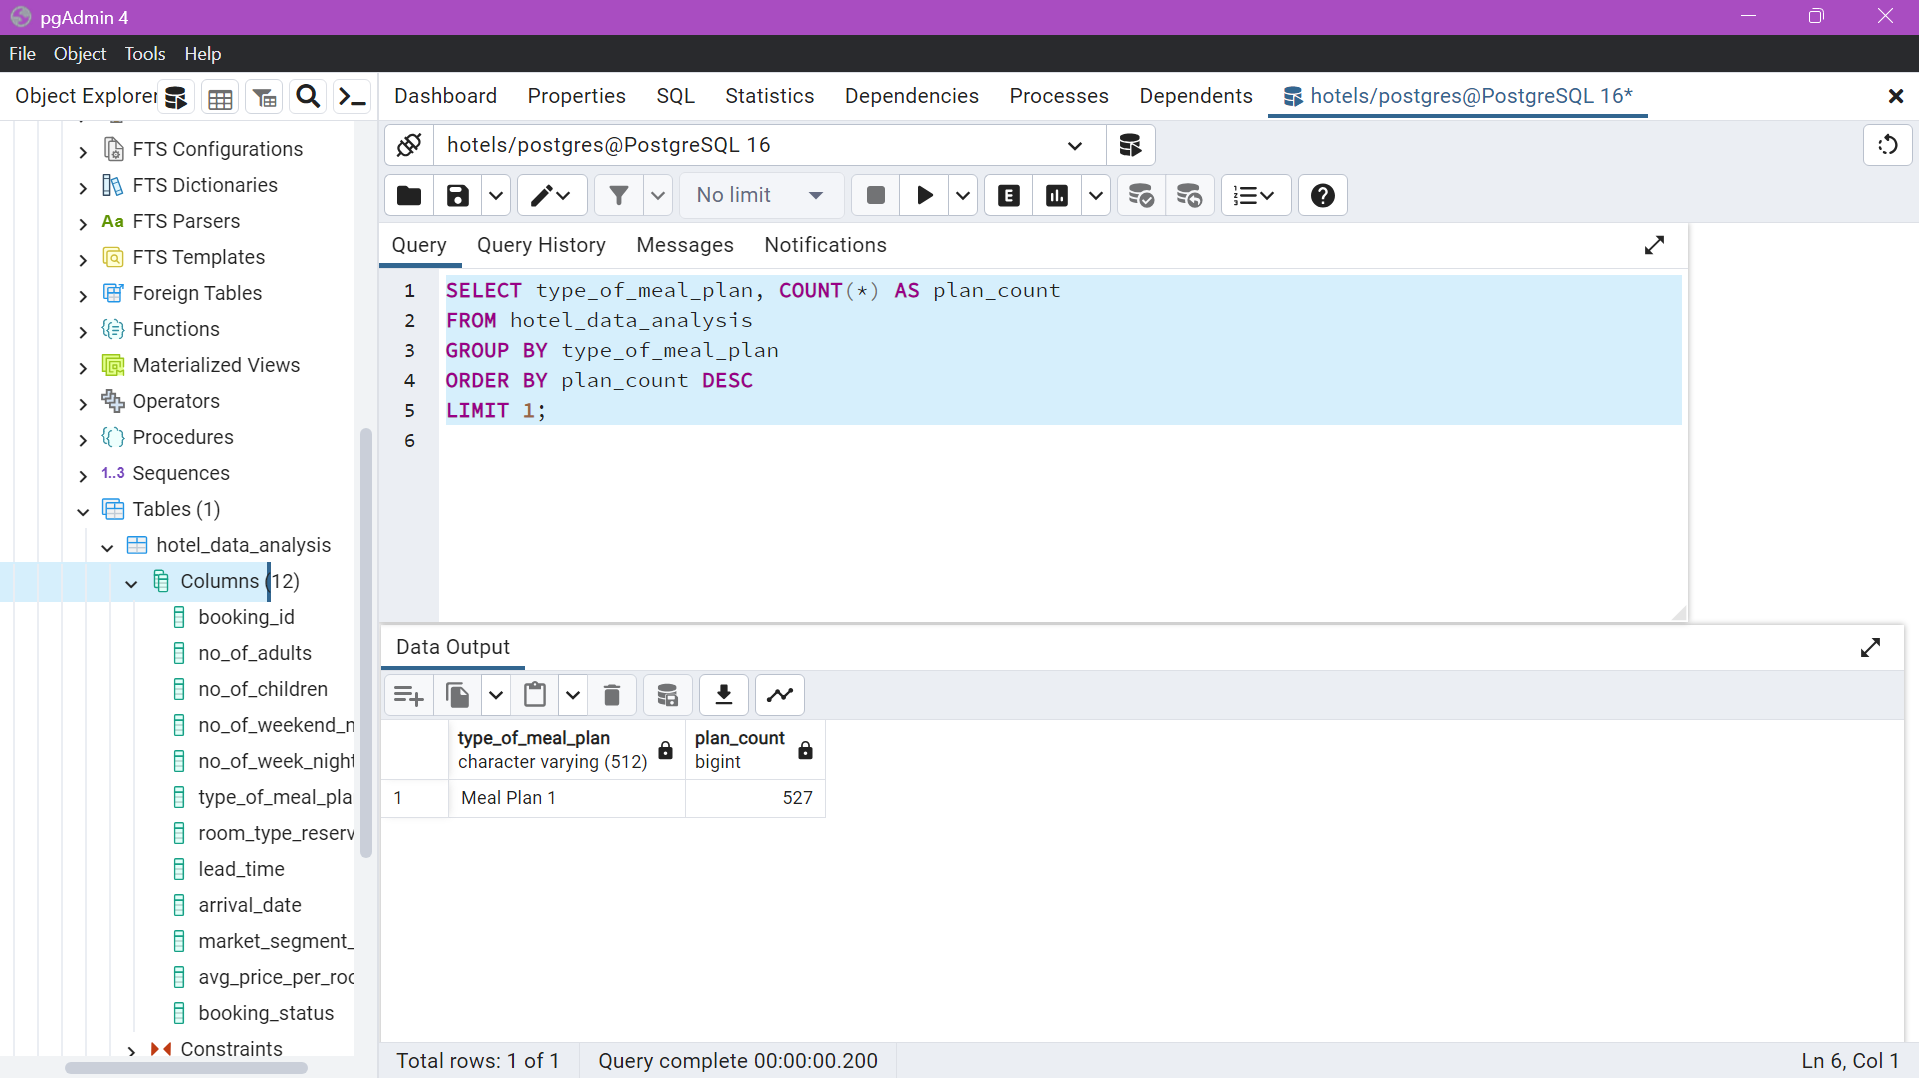 pgAdmin 4
File Object Tools Help
Object Explorer
Dashboard Properties SQL Statistics Dependencies Processes Dependents hotels/postgres@PostgreSQL 16*
hotels/postgres@PostgreSQL 16
No limit
E
Query Query History Messages Notifications
1 SELECT type_of_meal_plan, COUNT(*) AS plan_count
2 FROM hotel_data_analysis
3 GROUP BY type_of_meal_plan
4 ORDER BY plan_count DESC
5 LIMIT 1;
6
FTS Configurations
FTS Dictionaries
Aa FTS Parsers
FTS Templates
Foreign Tables
Functions
Materialized Views
Operators
Procedures
1..3 Sequences
Tables (1)
hotel_data_analysis
Columns (12)
booking_id
no_of_adults
no_of_children
no_of_weekend_n
no_of_week_night
type_of_meal_pla
room_type_reserv
lead_time
arrival_date
market_segment_
avg_price_per_roo
booking_status
Constraints
Data Output
type_of_meal_plan plan_count
character varying (512) bigint
1 Meal Plan 1 527
Total rows: 1 of 1 Query complete 00:00:00.200 Ln 6, Col 1